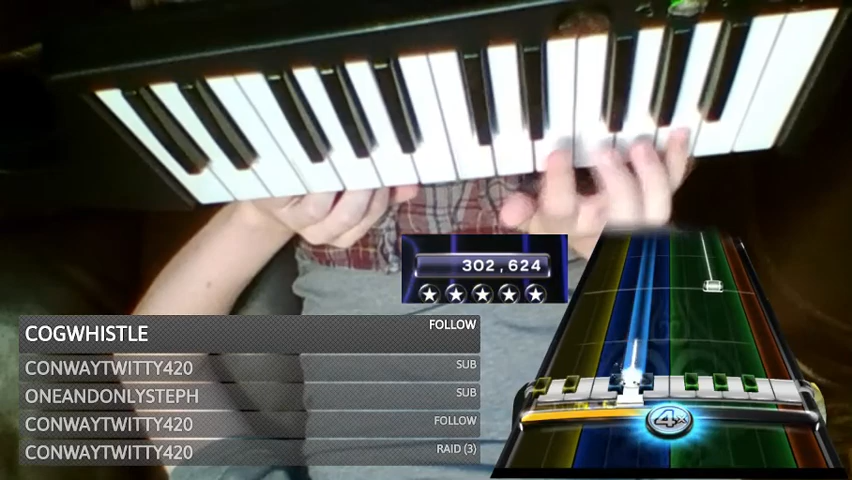 302,624
COGWHISTLE FOLLOW
CONWAYTWITTY420 SUB
ONEANDONLYSTEPH SUB
CONWAYTWITTY420 FOLLOW
CONWAYTWITTY420 RAID (3)
4x